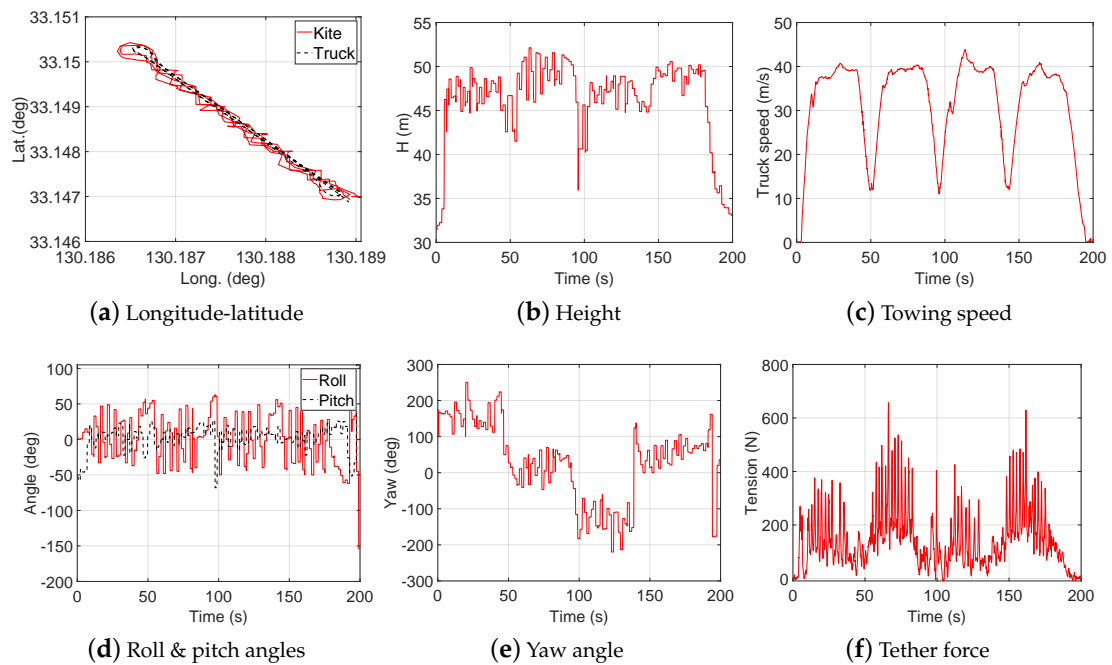 33.151
33.15
33.149
33.148
33.147
33.146
Lat.(deg)
130.186 130.187 130.188 130.189
Long. (deg)
Kite
Truck
(a) Longitude-latitude
55
50
45
40
35
30
H (m)
0 50 100 150 200
Time (s)
(b) Height
50
40
30
20
10
0
Truck speed (m/s)
0 50 100 150 200
Time (s)
(c) Towing speed
100
50
0
-50
-100
-150
-200
Angle (deg)
0 50 100 150 200
Time (s)
Roll
Pitch
(d) Roll & pitch angles
300
200
100
0
-100
-200
-300
Yaw (deg)
0 50 100 150 200
Time (s)
(e) Yaw angle
800
600
400
200
0
Tension (N)
0 50 100 150 200
Time (s)
(f) Tether force